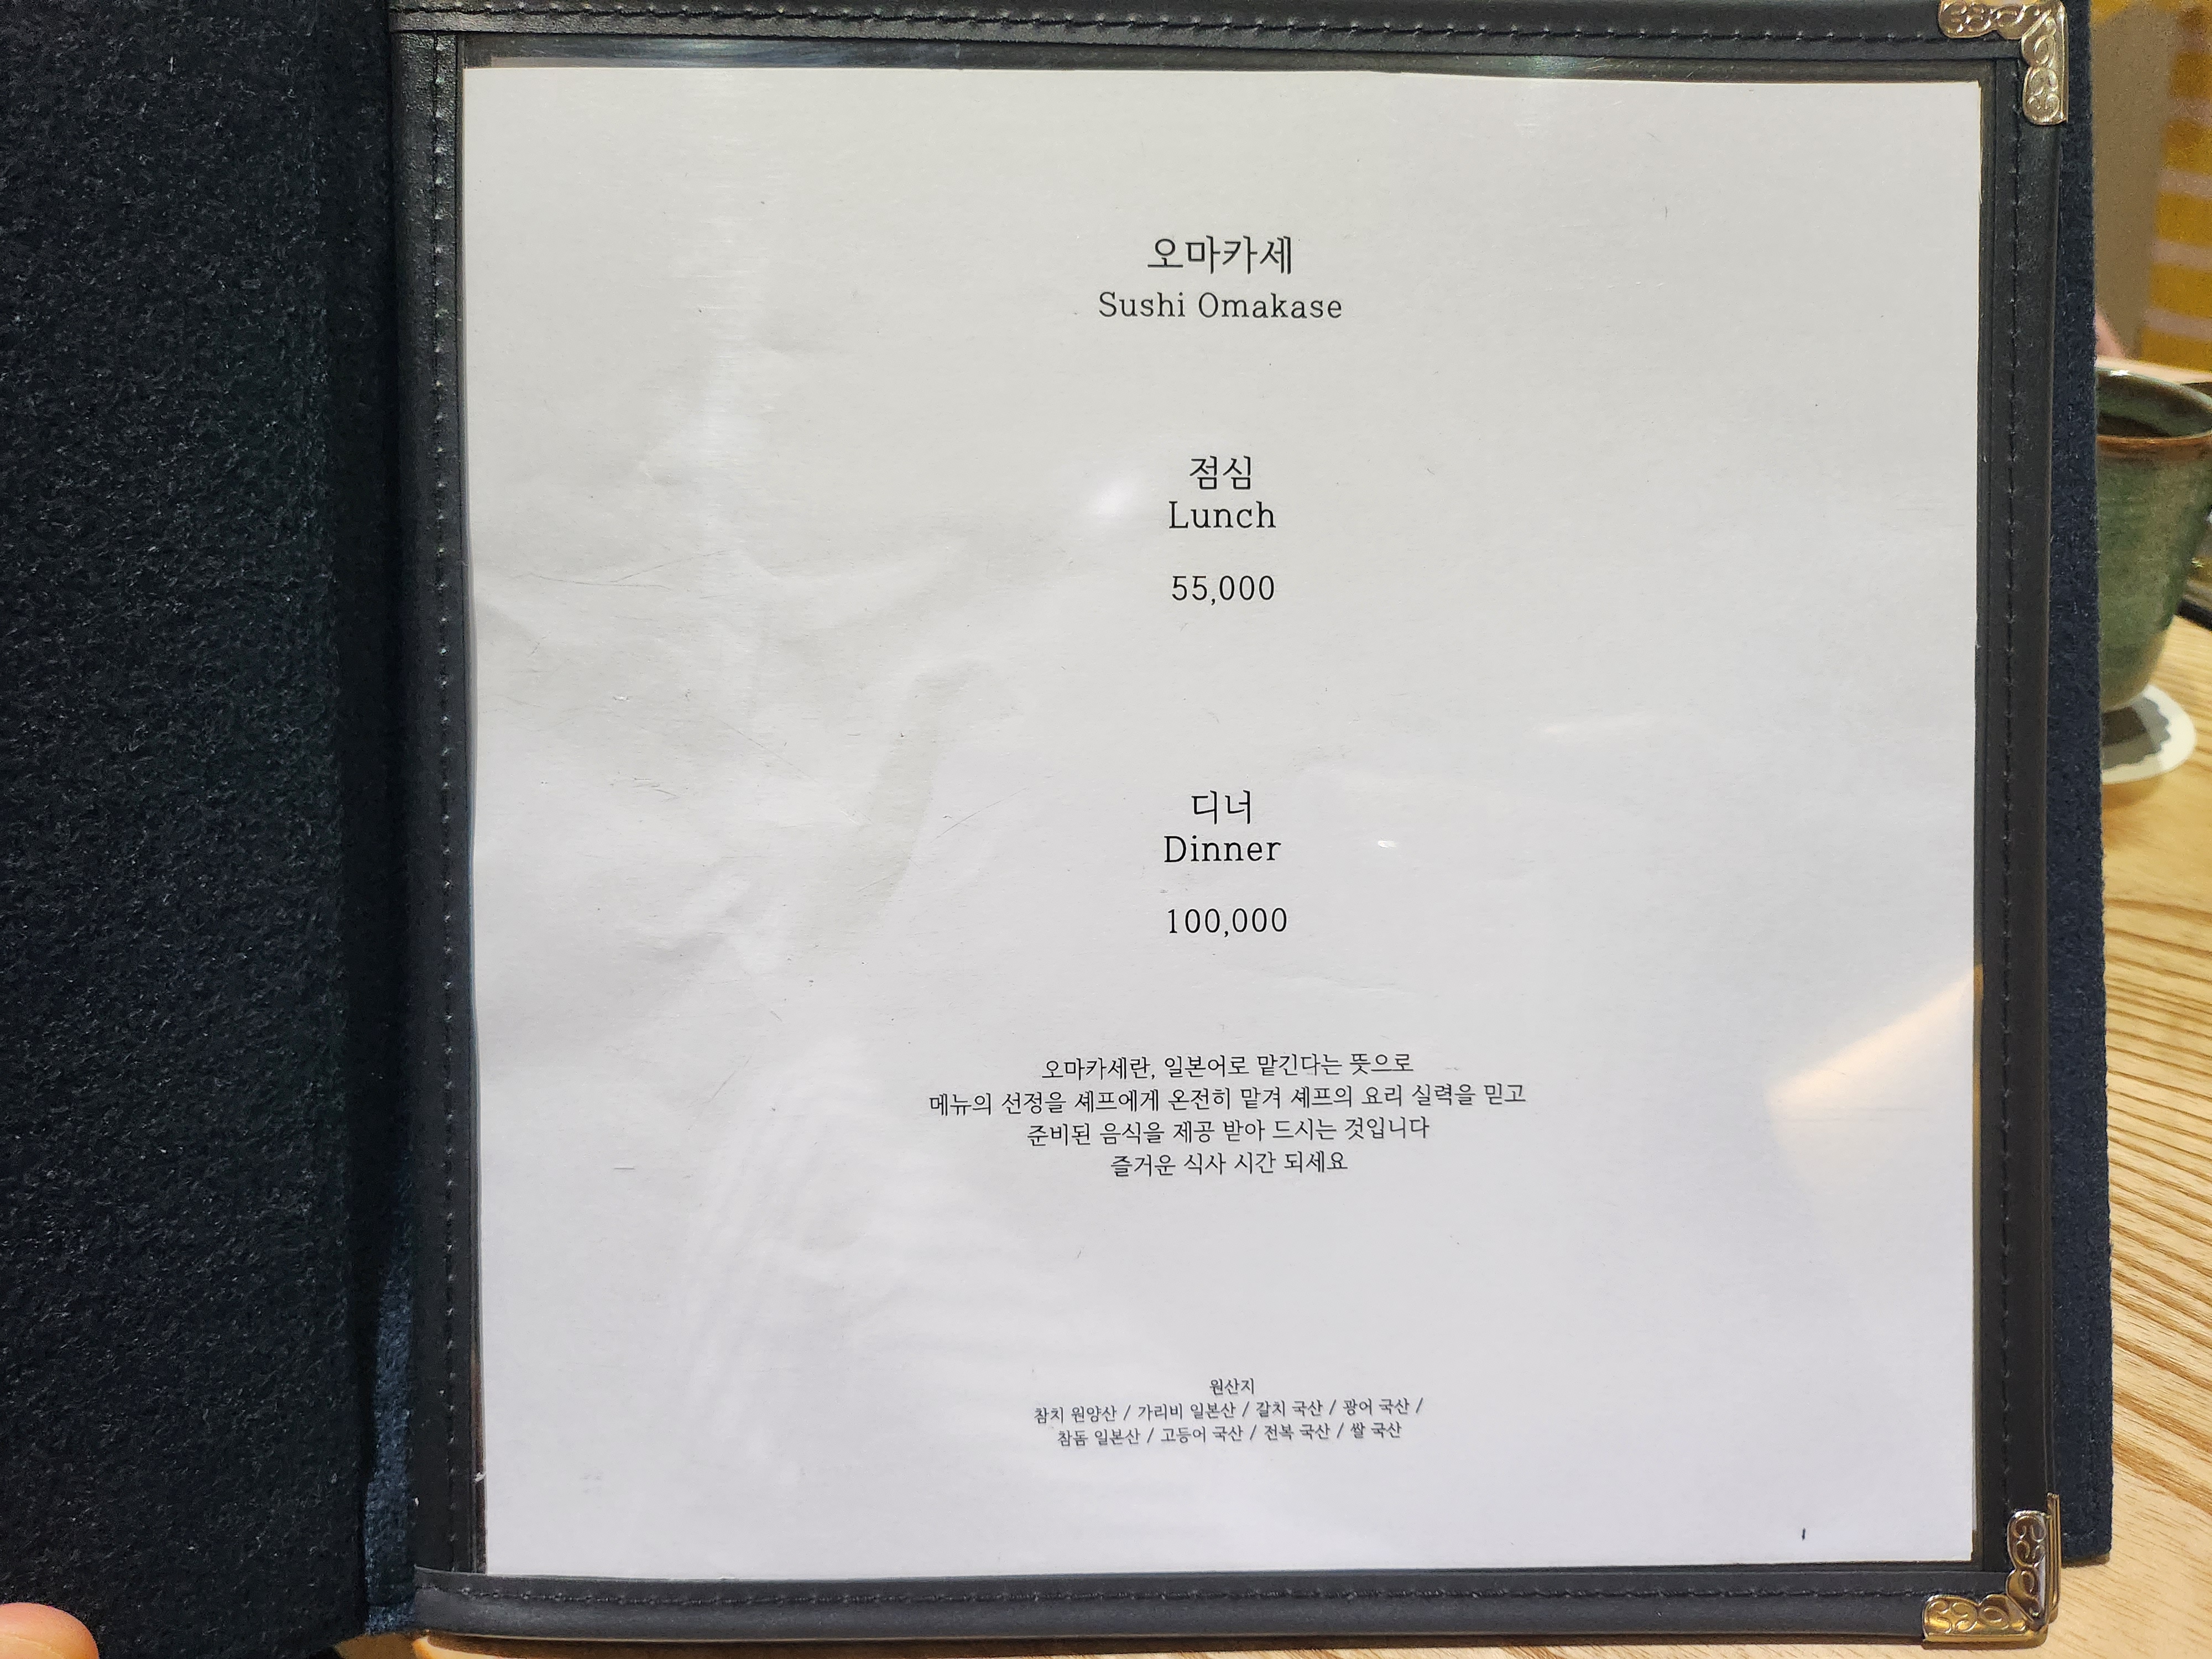 오마카세
Sushi Omakase
점심
Lunch
55,000
디너
Dinner
100,000
오마카세란, 일본어로 맡긴다는 뜻으로
메뉴의 선정을 셰프에게 온전히 맡겨 셰프의 요리 실력을 믿고
준비된 음식을 제공 받아 드시는 것입니다
즐거운 식사 시간 되세요
원산지
참치 원양산 / 가리비 일본산 / 갈치 국산 / 광어 국산 /
참돔 일본산 / 고등어 국산 / 전복 국산 / 쌀 국산